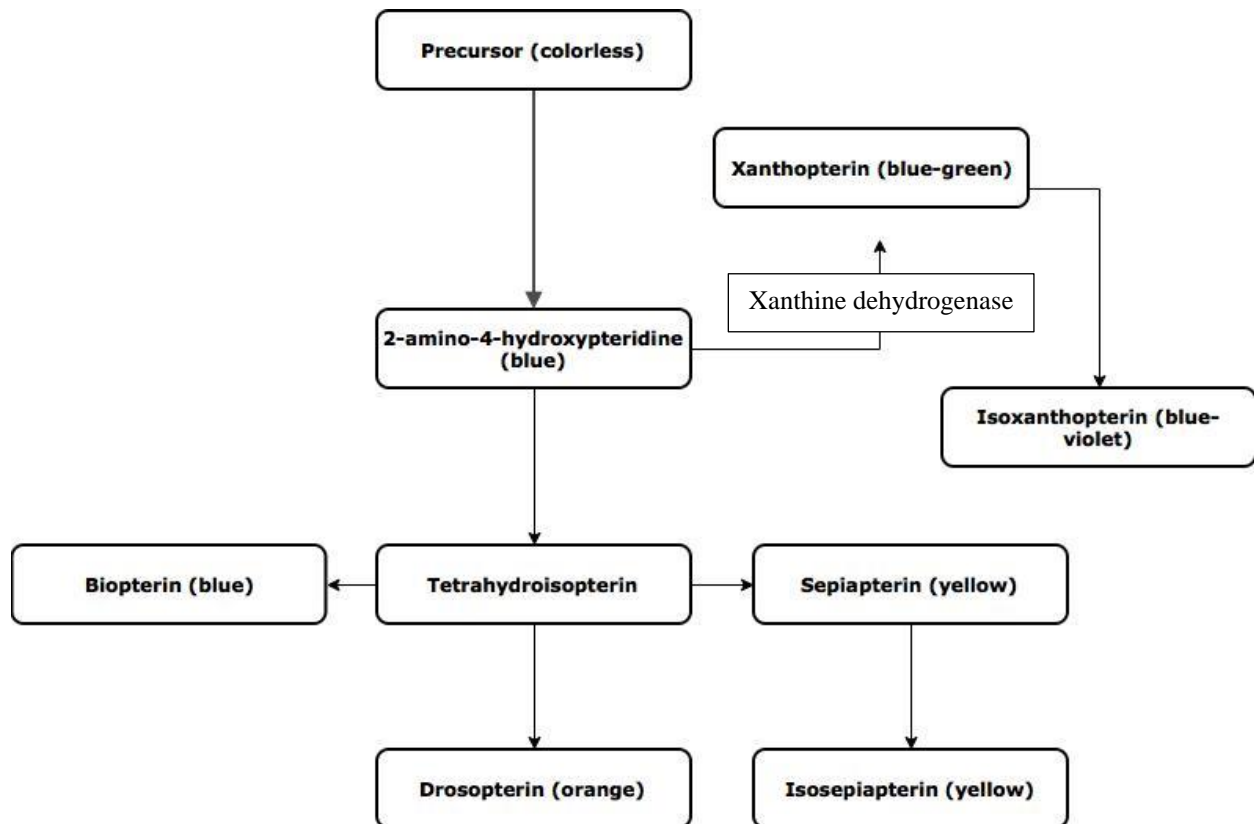 Precursor (colorless)
Xanthopterin (blue-green)
Xanthine dehydrogenase
2-amino-4-hydroxypteridine
(blue)
Isoxanthopterin (blue-
violet)
Biopterin (blue)
Tetrahydroisopterin
Sepiapterin (yellow)
Drosopterin (orange)
Isosepiapterin (yellow)